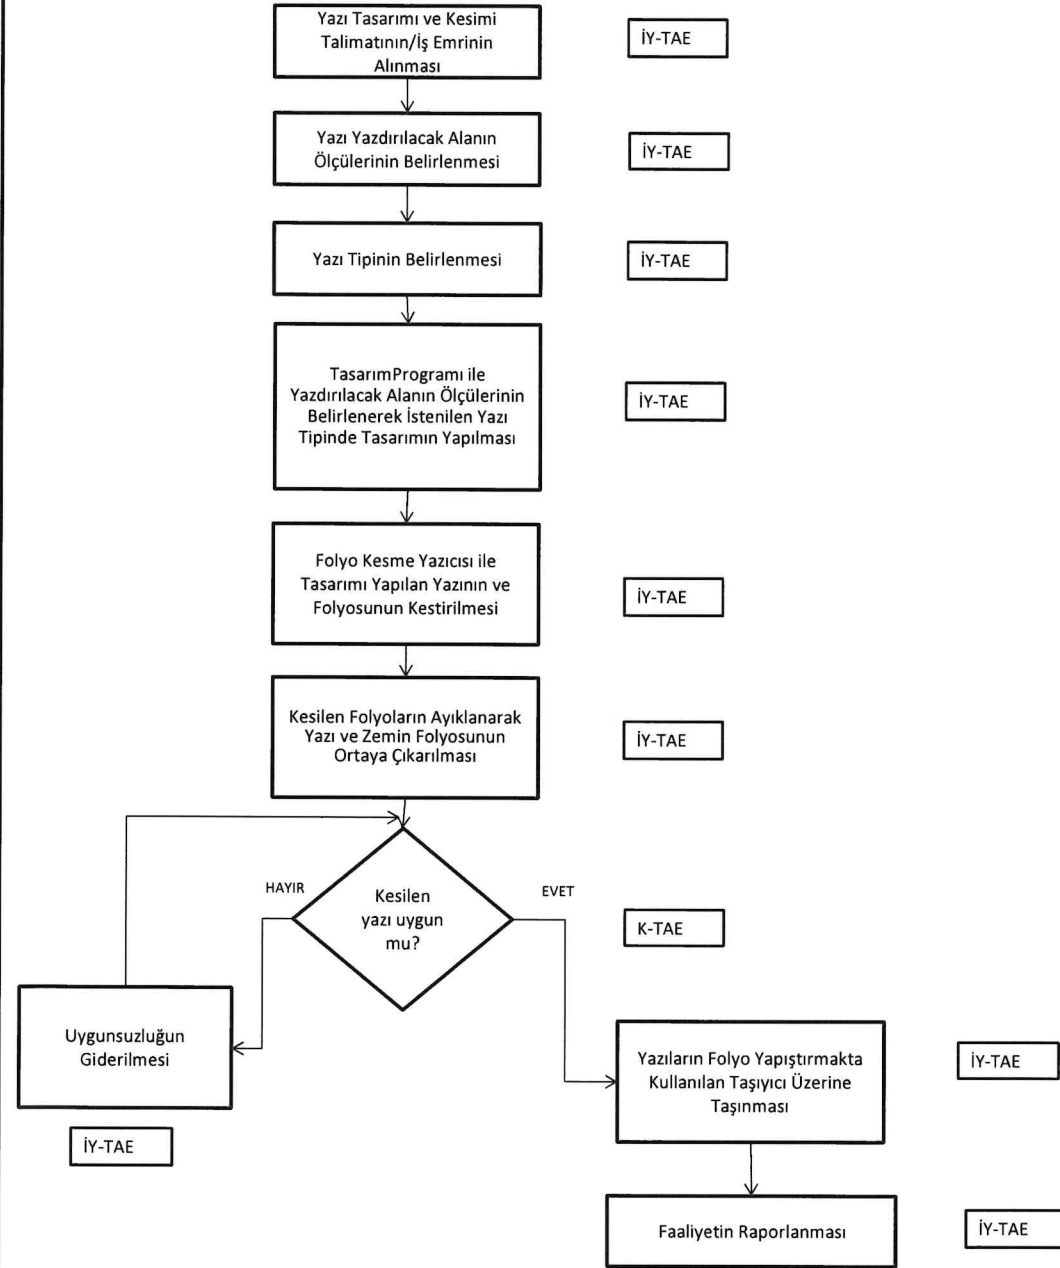 Yazı Tasarımı ve Kesimi
Talimatının/İş Emrinin
Alınması
İY-TAE
Yazı Yazdırılacak Alanın
Ölçülerinin Belirlenmesi
İY-TAE
Yazı Tipinin Belirlenmesi
İY-TAE
TasarımProgramı ile
Yazdırılacak Alanın Ölçülerinin
Belirlenerek İstenilen Yazı
Tipinde Tasarımın Yapılması
İY-TAE
Folyo Kesme Yazıcısı ile
Tasarımı Yapılan Yazının ve
Folyosunun Kestirilmesi
İY-TAE
Kesilen Folyoların Ayıklanarak
Yazı ve Zemin Folyosunun
Ortaya Çıkarılması
İY-TAE
HAYIR
Kesilen
yazı uygun
mu?
EVET
K-TAE
Uygunsuzluğun
Giderilmesi
İY-TAE
Yazıların Folyo Yapıştırmakta
Kullanılan Taşıyıcı Üzerine
Taşınması
İY-TAE
Faaliyetin Raporlanması
İY-TAE